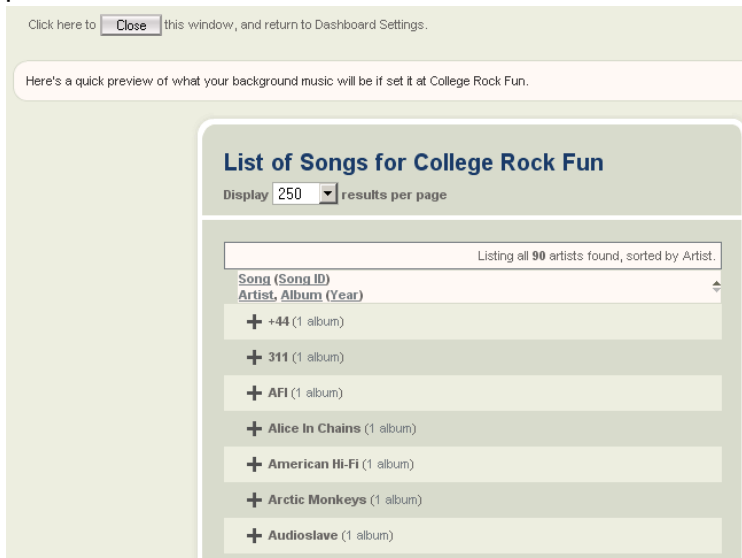 Click here to Close this window, and return to Dashboard Settings.
Here's a quick preview of what your background music will be if set it at College Rock Fun.
List of Songs for College Rock Fun
Display 250 results per page
Listing all 90 artists found, sorted by Artist.
Song (Song ID)
Artist, Album (Year)
+44 (1 album)
311 (1 album)
AFI (1 album)
Alice In Chains (1 album)
American Hi-Fi (1 album)
Arctic Monkeys (1 album)
Audioslave (1 album)